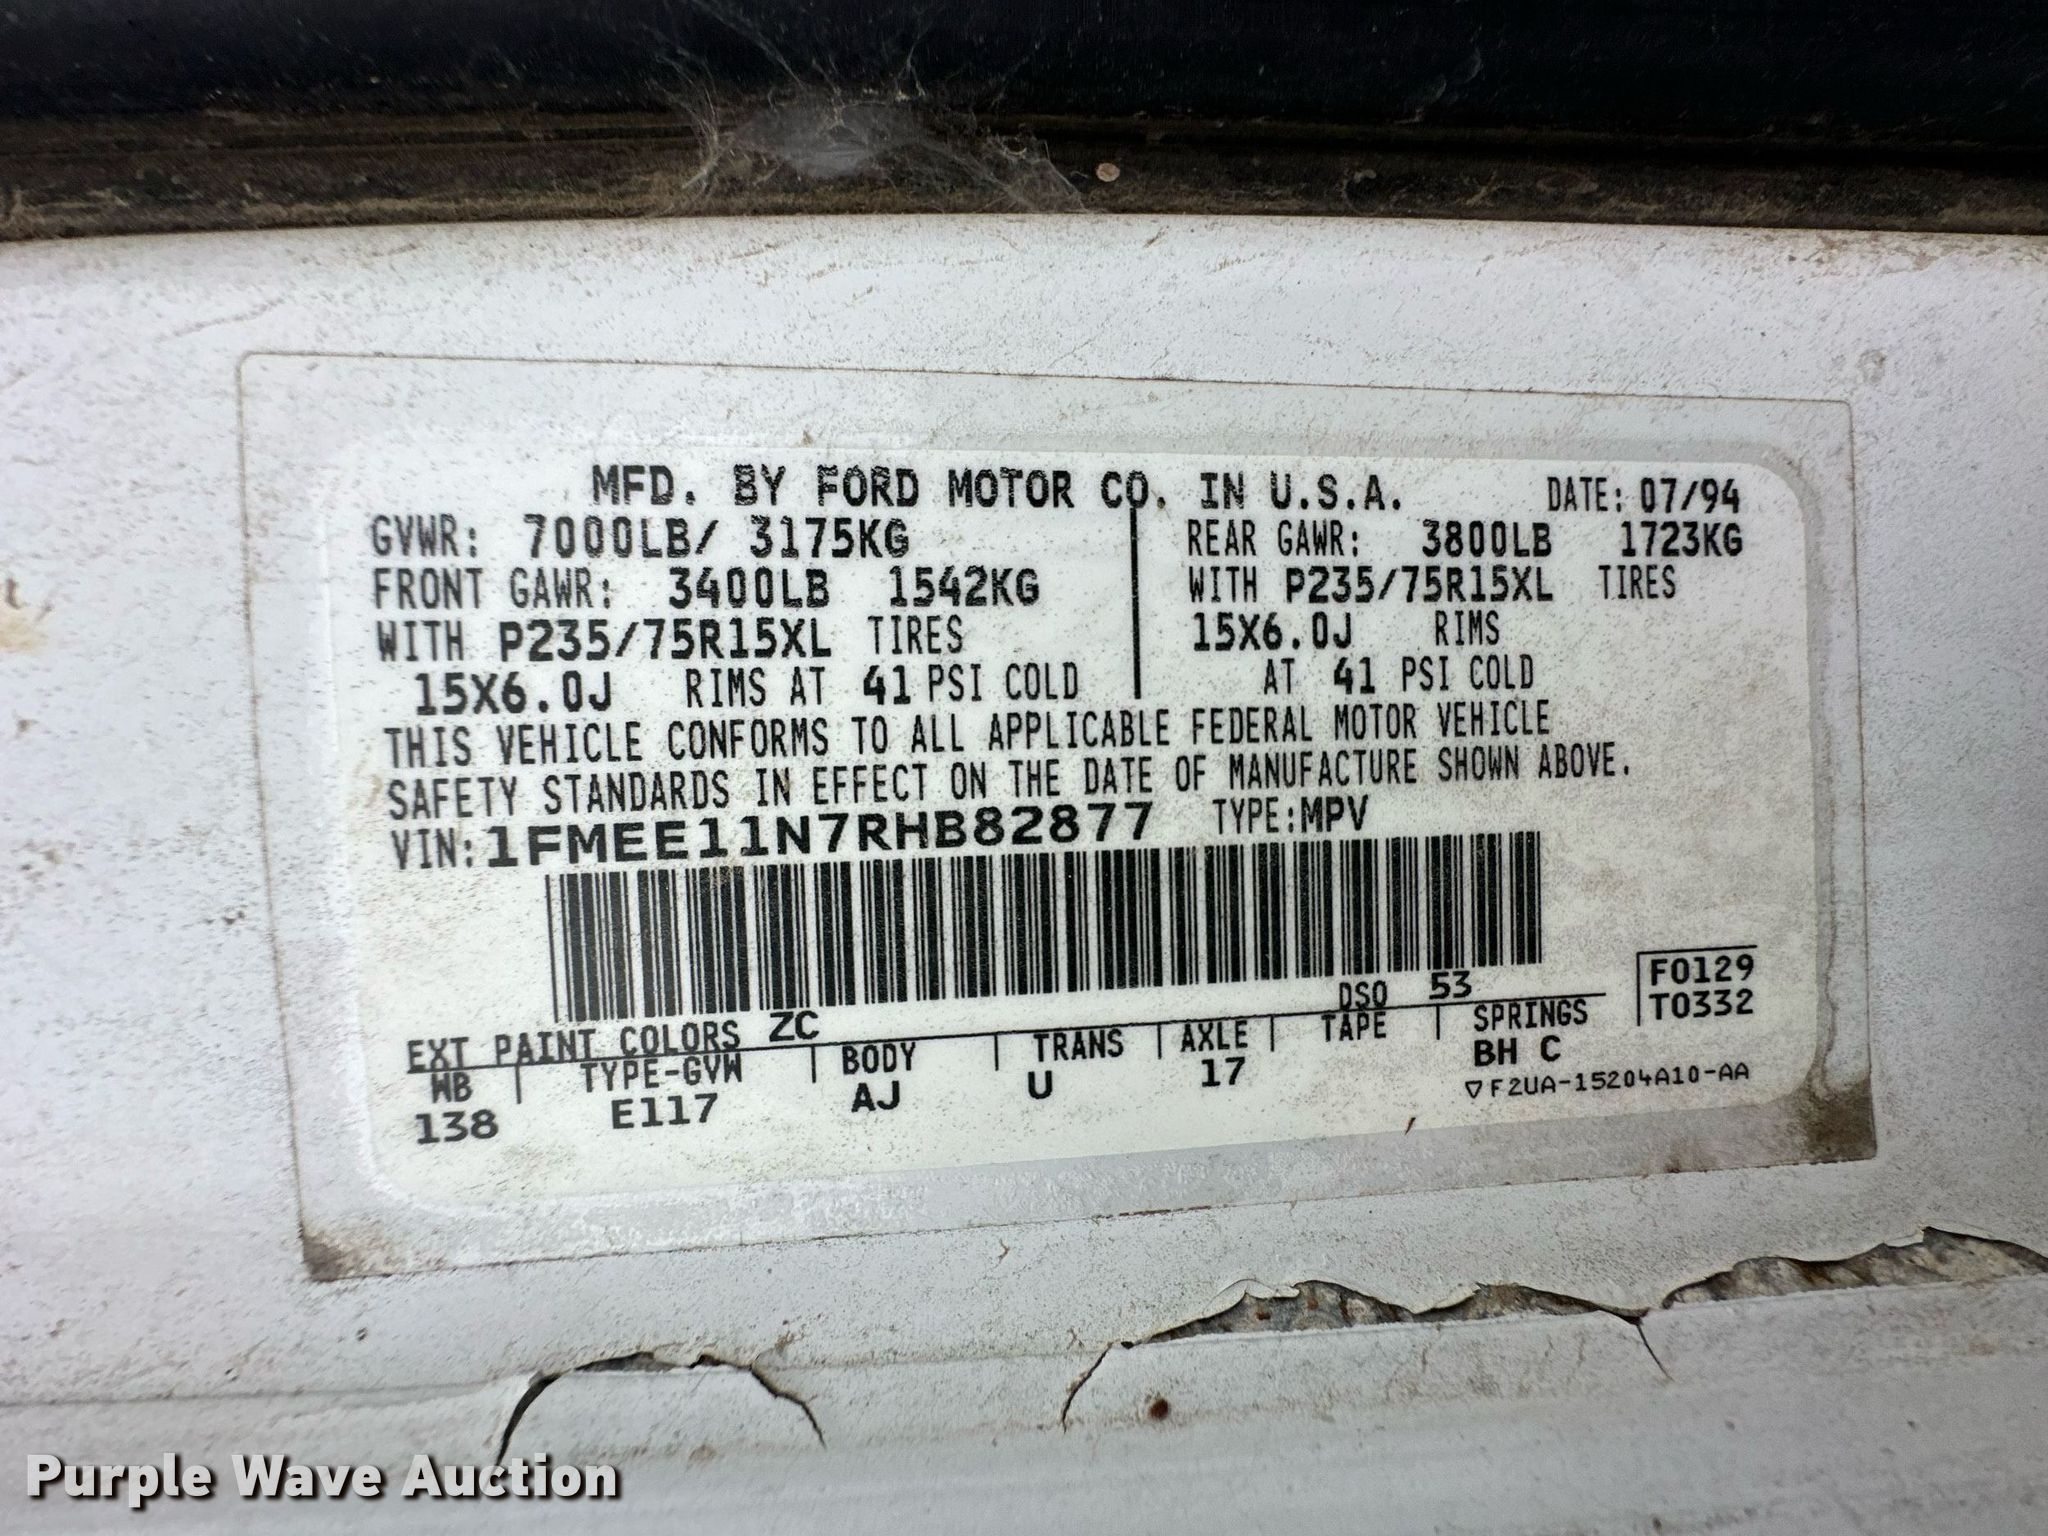 MFD. BY FORD MOTOR CO. IN U.S.A. DATE: 07/94
GVWR: 7000LB/ 3175KG
FRONT GAWR: 3400LB 1542KG
WITH P235/75R15XL TIRES
15X6.0J RIMS AT 41 PSI COLD
REAR GAWR: 3800LB 1723KG
WITH P235/75R15XL TIRES
15X6.0J RIMS
AT 41 PSI COLD
THIS VEHICLE CONFORMS TO ALL APPLICABLE FEDERAL MOTOR VEHICLE
SAFETY STANDARDS IN EFFECT ON THE DATE OF MANUFACTURE SHOWN ABOVE.
VIN: 1FMEE11N7RHB82877 TYPE: MPV
F0129
T0332
EXT PAINT COLORS ZC DSO 53
WB | TYPE-GVW | BODY | TRANS | AXLE | TAPE | SPRINGS
138 E117 AJ U 17 BH C
▽ F2UA-15204A10-AA
Purple Wave Auction